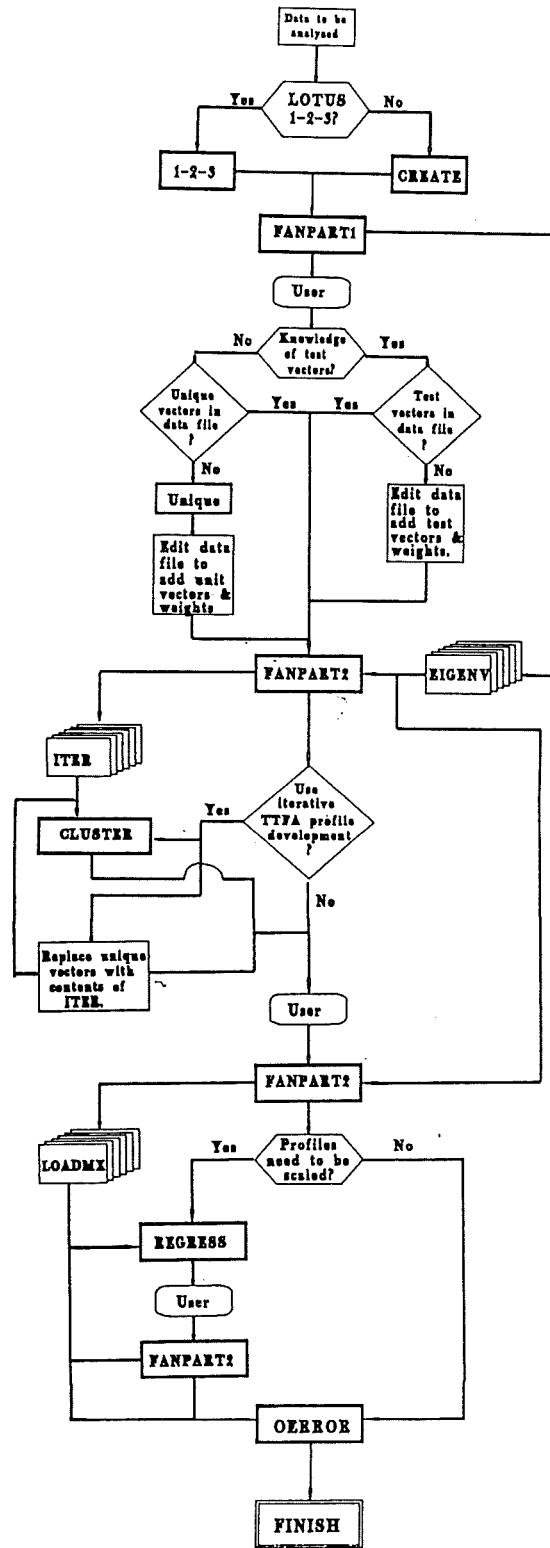 Data to be
analysed
Yes
LOTUS
1-2-3?
No
1-2-3
CREATE
FANPART1
User
No
Knowledge
of test
vectors?
Yes
Unique
vectors in
data file
?
Yes
Yes
Test
vectors in
data file
?
No
No
Unique
Edit data
file to
add test
vectors &
weights.
Edit data
file to
add unit
vectors &
weights
FANPART2
EIGENV
ITER
Yes
Use
iterative
TTFA profile
development
?
CLUSTER
No
Replace unique
vectors with
contents of
ITER.
User
FANPART2
LOADMX
Yes
Profiles
need to be
scaled?
No
REGRESS
User
FANPART2
OERROR
FINISH